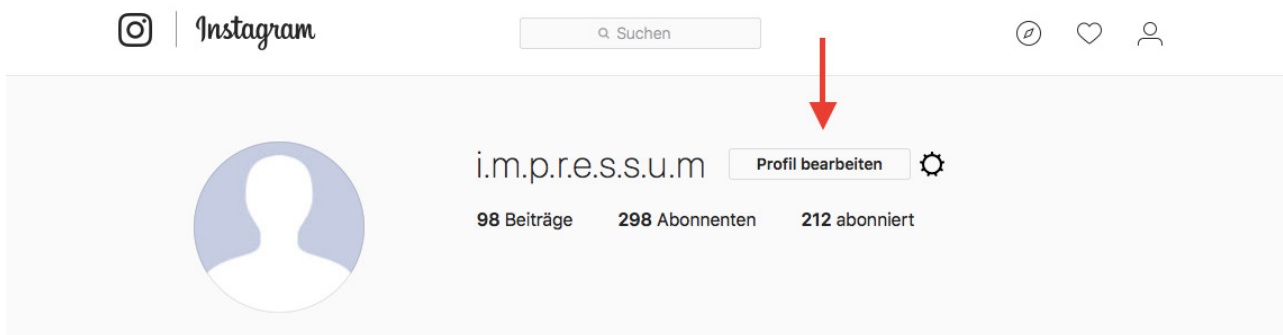 Instagram
Suchen
i.m.p.r.e.s.s.u.m Profil bearbeiten
98 Beiträge 298 Abonnenten 212 abonniert